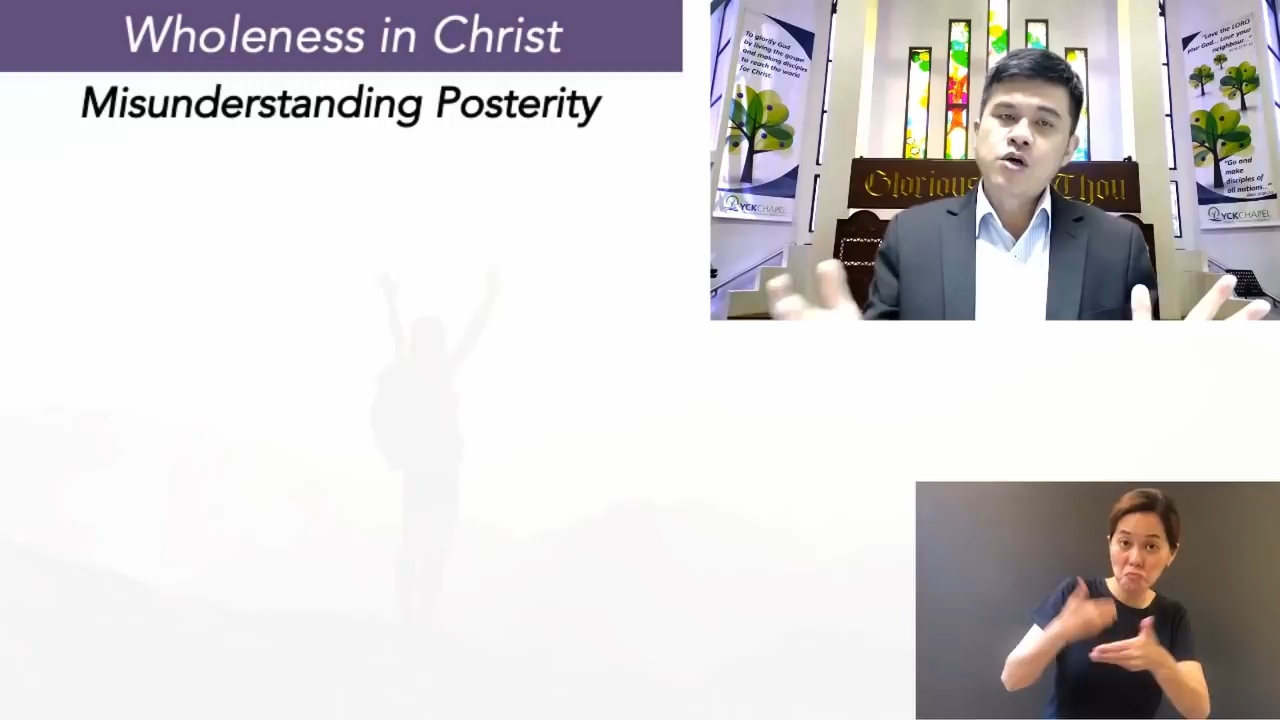 Wholeness in Christ
Misunderstanding Posterity
To glorify God
by living the gospel
and making disciples
to reach the world
for Christ.
YCKCHAPEL
Glorious Thou
"Love the LORD
your God... Love your
neighbour..."
"Go and
make
disciples of
all nations..."
YCKCHAPEL